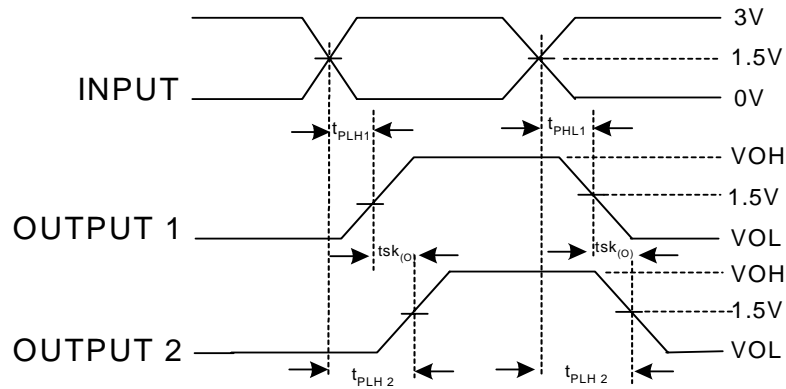 3V
1.5V
INPUT
0V
tPLH1
tPHL1
VOH
1.5V
OUTPUT 1
VOL
tsk(O)
tsk(O)
VOH
1.5V
OUTPUT 2
VOL
tPLH 2
tPLH 2